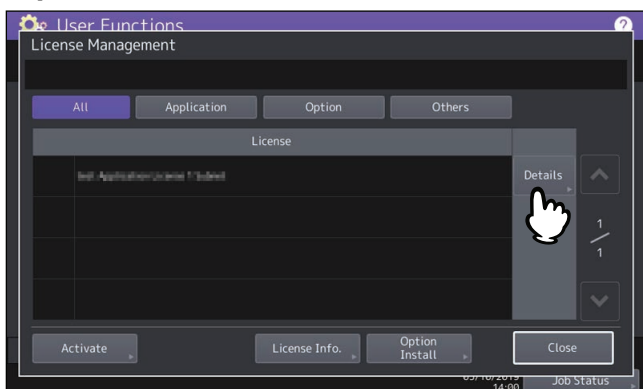 User Functions
?
License Management
All
Application
Option
Others
License
Details
1
1
Activate
License Info.
Option
Install
Close
14:00
Job Status